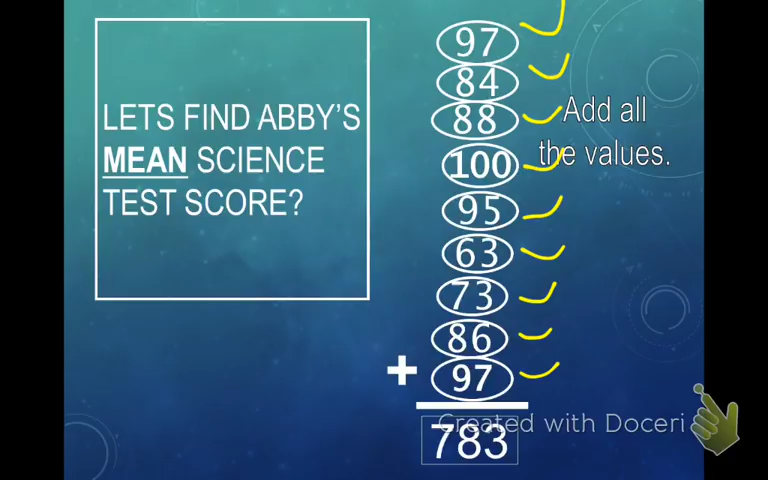 LETS FIND ABBY'S
MEAN SCIENCE
TEST SCORE?
97
84
88
100
95
63
73
86
+ 97
783
Add all
the values.
Created with Doceri